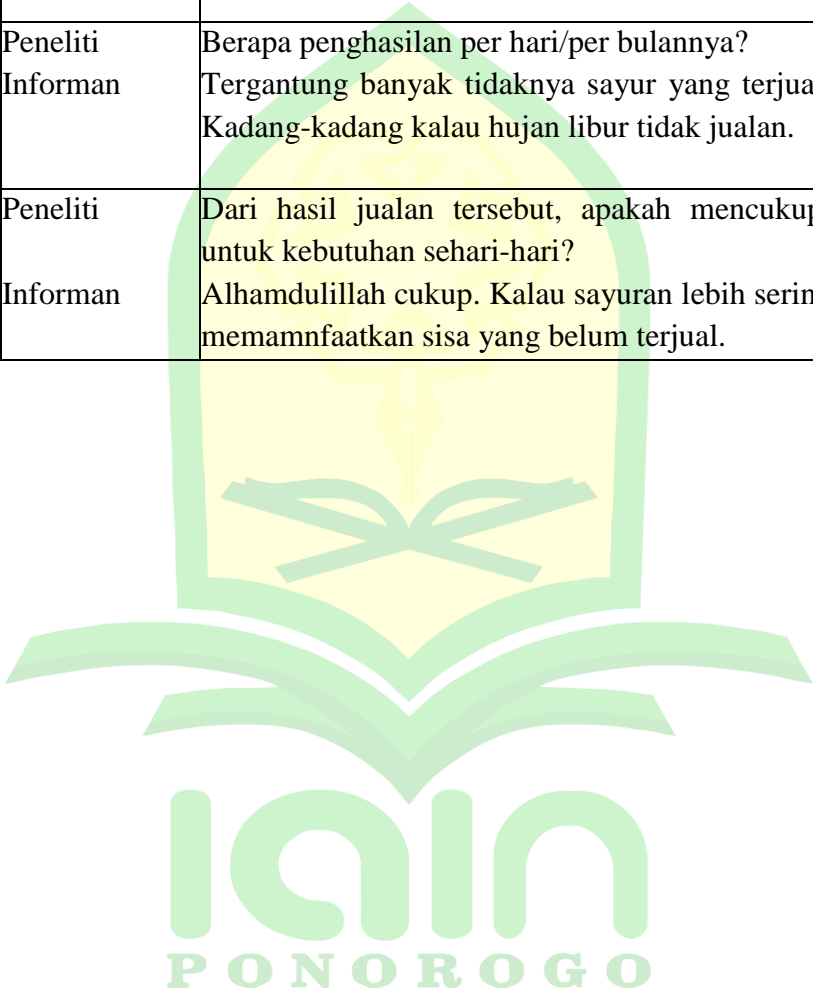 Peneliti Berapa penghasilan per hari/per bulannya?
Informan Tergantung banyak tidaknya sayur yang terjua
Kadang-kadang kalau hujan libur tidak jualan.
Peneliti Dari hasil jualan tersebut, apakah mencukup
untuk kebutuhan sehari-hari?
Informan Alhamdulillah cukup. Kalau sayuran lebih serin
memamnfaatkan sisa yang belum terjual.
IAIN
PONOROGO